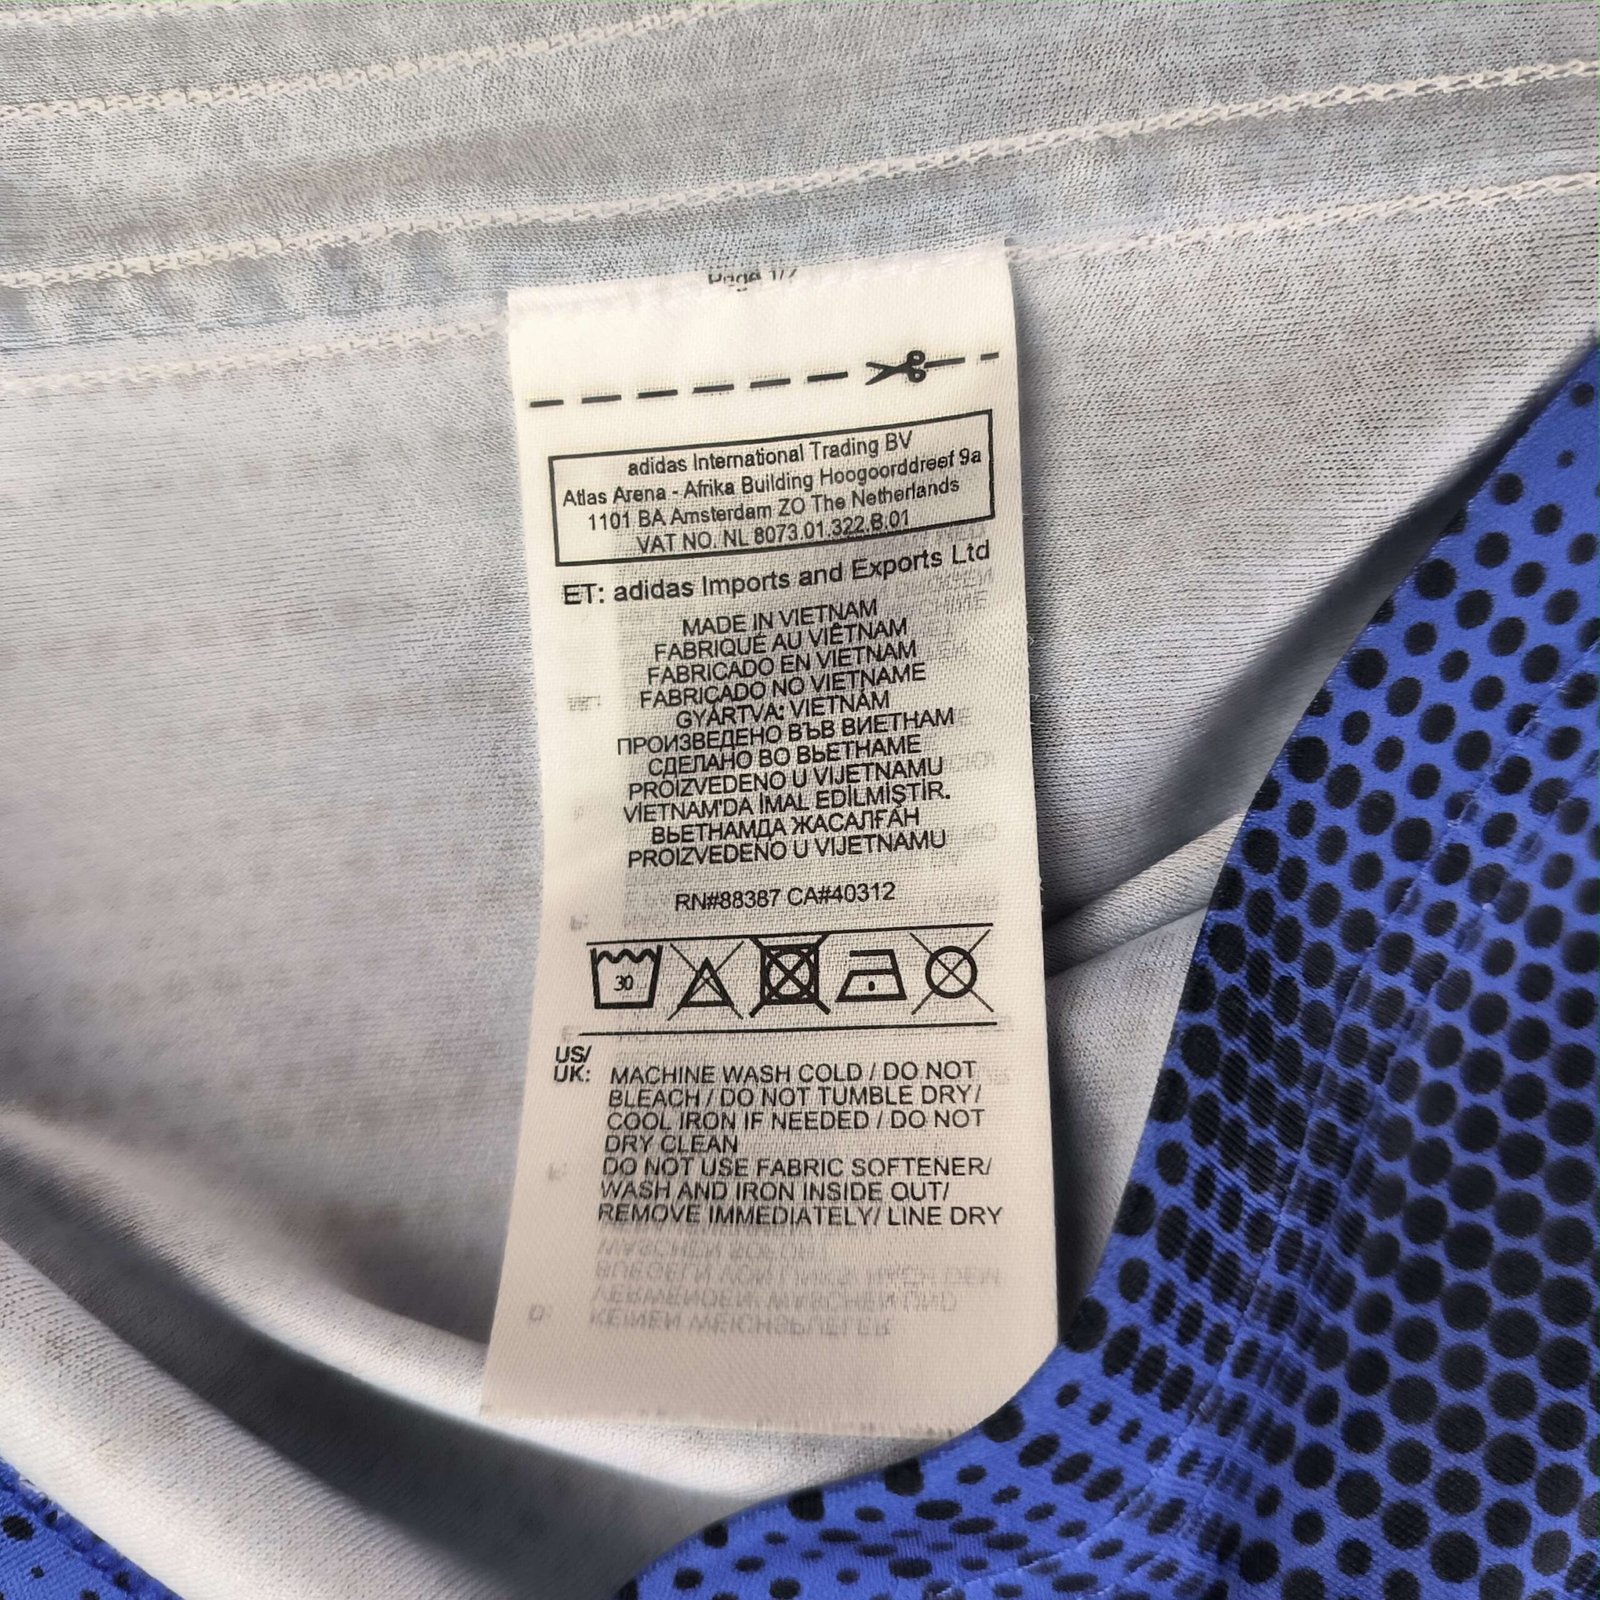 Page 1/7
adidas International Trading BV
Atlas Arena - Afrika Building Hoogoorddreef 9a
1101 BA Amsterdam ZO The Netherlands
VAT NO. NL 8073.01.322.B.01
ET: adidas Imports and Exports Ltd
MADE IN VIETNAM
FABRIQUÉ AU VIÊTNAM
FABRICADO EN VIETNAM
FABRICADO NO VIETNAME
GYÁRTVA: VIETNÁM
ПРОИЗВЕДЕНО ВЪВ ВИЕТНАМ
СДЕЛАНО ВО ВЬЕТНАМЕ
PROIZVEDENO U VIJETNAMU
VIETNAM'DA İMAL EDİLMİŞTİR.
ВЬЕТНАМДА ЖАСАЛҒАН
PROIZVEDENO U VIJETNAMU
RN#88387 CA#40312
30
US/
UK: MACHINE WASH COLD / DO NOT
BLEACH / DO NOT TUMBLE DRY/
COOL IRON IF NEEDED / DO NOT
DRY CLEAN
DO NOT USE FABRIC SOFTENER/
WASH AND IRON INSIDE OUT/
REMOVE IMMEDIATELY/ LINE DRY